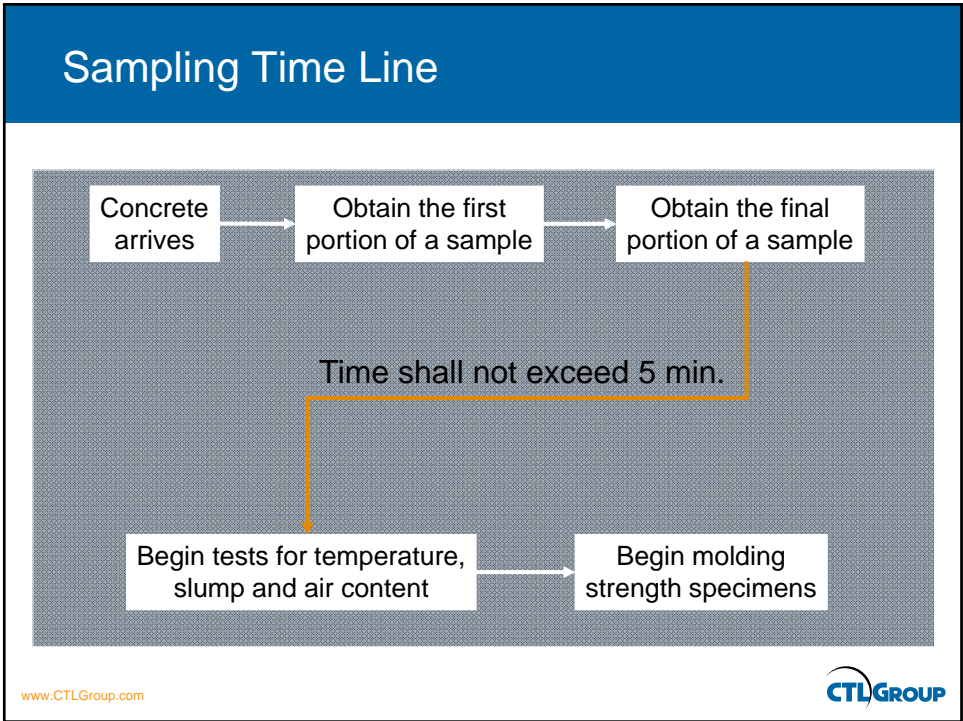 Sampling Time Line
Concrete
arrives
Obtain the first
portion of a sample
Obtain the final
portion of a sample
Time shall not exceed 5 min.
Begin tests for temperature,
slump and air content
Begin molding
strength specimens
www.CTLGroup.com
CTLGROUP